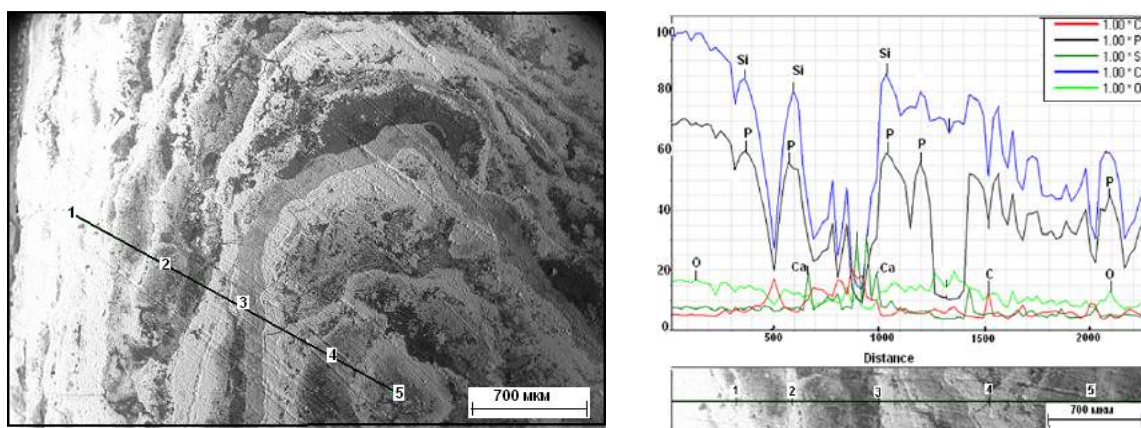 1
2
3
4
5
700 мкм
100
80
60
40
20
0
Si
Si
Si
P
P
P
P
P
O
Ca
Ca
C
O
1.00 * C
1.00 * P
1.00 * S
1.00 * C
1.00 * O
500
1000
1500
2000
Distance
1
2
3
4
5
700 мкм